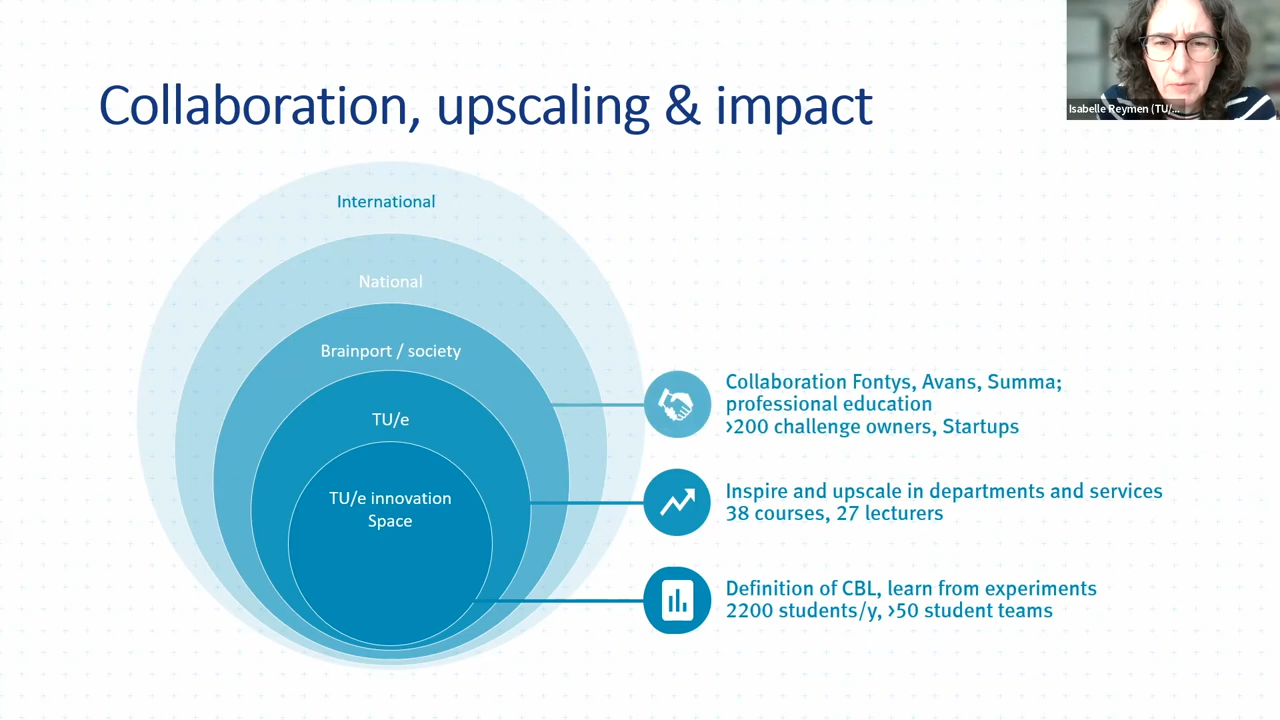 Collaboration, upscaling & impact
Isabelle Reymen (TU/...
International
National
Brainport / society
TU/e
TU/e innovation
Space
Collaboration Fontys, Avans, Summa;
professional education
>200 challenge owners, Startups
Inspire and upscale in departments and services
38 courses, 27 lecturers
Definition of CBL, learn from experiments
2200 students/y, >50 student teams